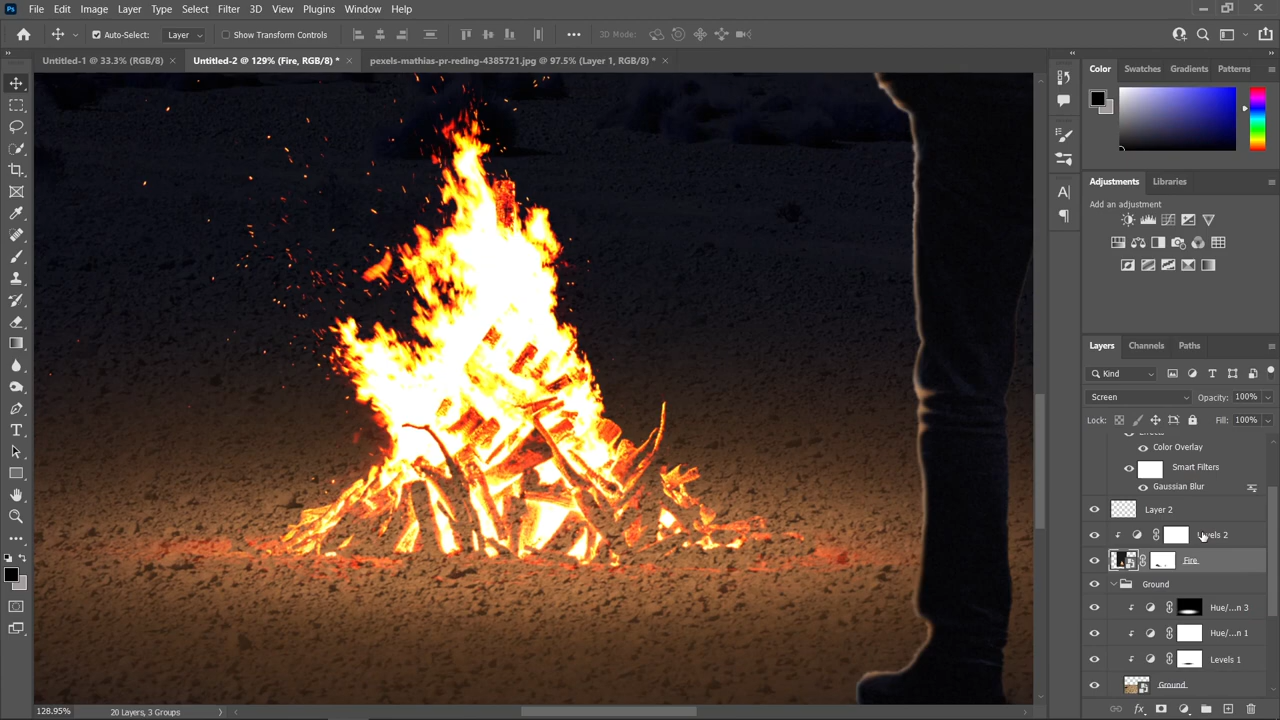 Ps File Edit Image Layer Type Select Filter 3D View Plugins Window Help
Auto-Select: Layer Show Transform Controls 3D Mode:
Untitled-1 @ 33.3% (RGB/8) Untitled-2 @ 129% (Fire, RGB/8) * pexels-mathias-pr-reding-4385721.jpg @ 97.5% (Layer 1, RGB/8) *
Color Swatches Gradients Patterns
Adjustments Libraries
Add an adjustment
Layers Channels Paths
Kind
Screen Opacity: 100%
Lock: Fill: 100%
Color Overlay
Smart Filters
Gaussian Blur
Layer 2
Levels 2
Fire
Ground
Hue/...n 3
Hue/...n 1
Levels 1
Ground
128.95% 20 Layers, 3 Groups